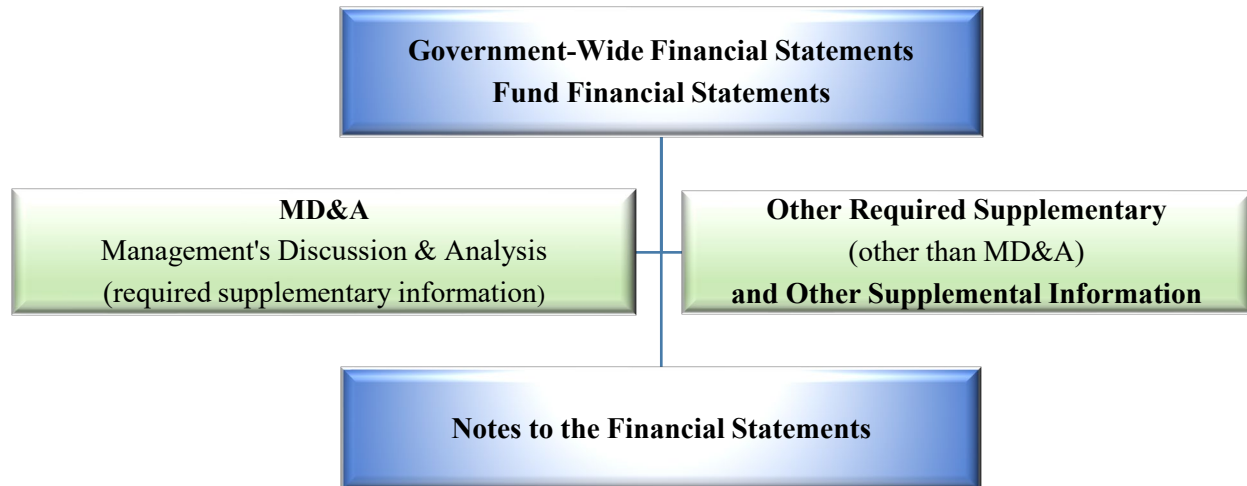 Government-Wide Financial Statements
Fund Financial Statements
MD&A
Management's Discussion & Analysis
(required supplementary information)
Other Required Supplementary
(other than MD&A)
and Other Supplemental Information
Notes to the Financial Statements